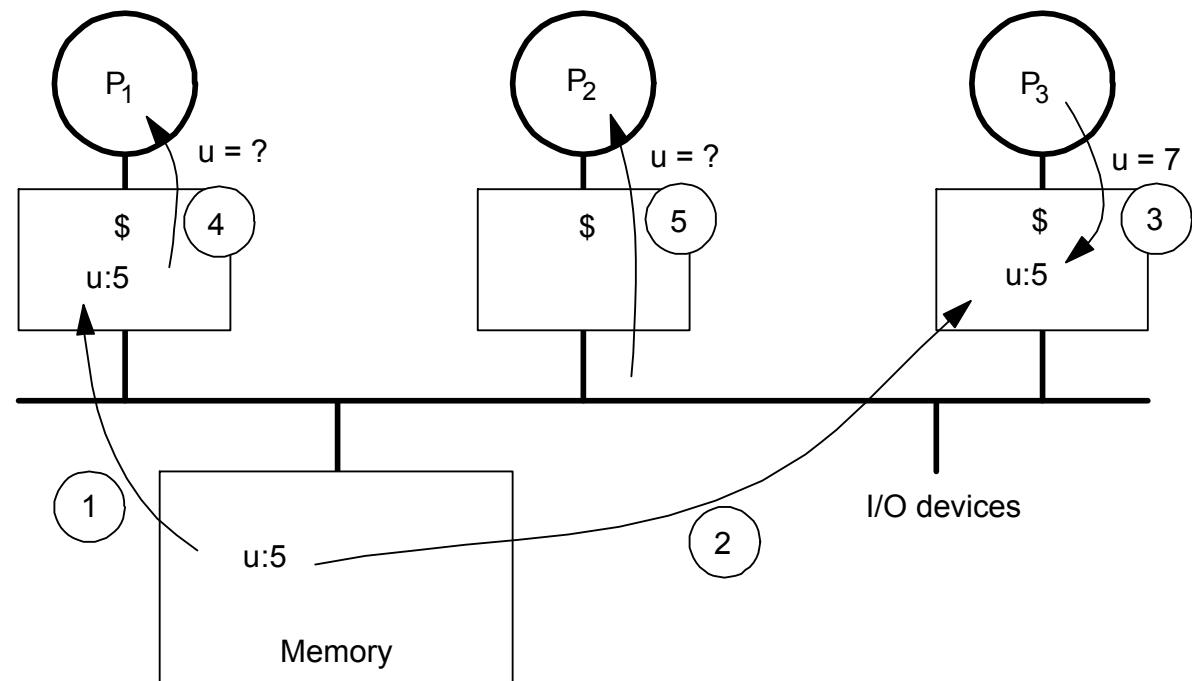 P1
P2
P3
u = ?
u = ?
u = 7
$
4
$
5
$
3
u:5
u:5
1
I/O devices
2
u:5
Memory